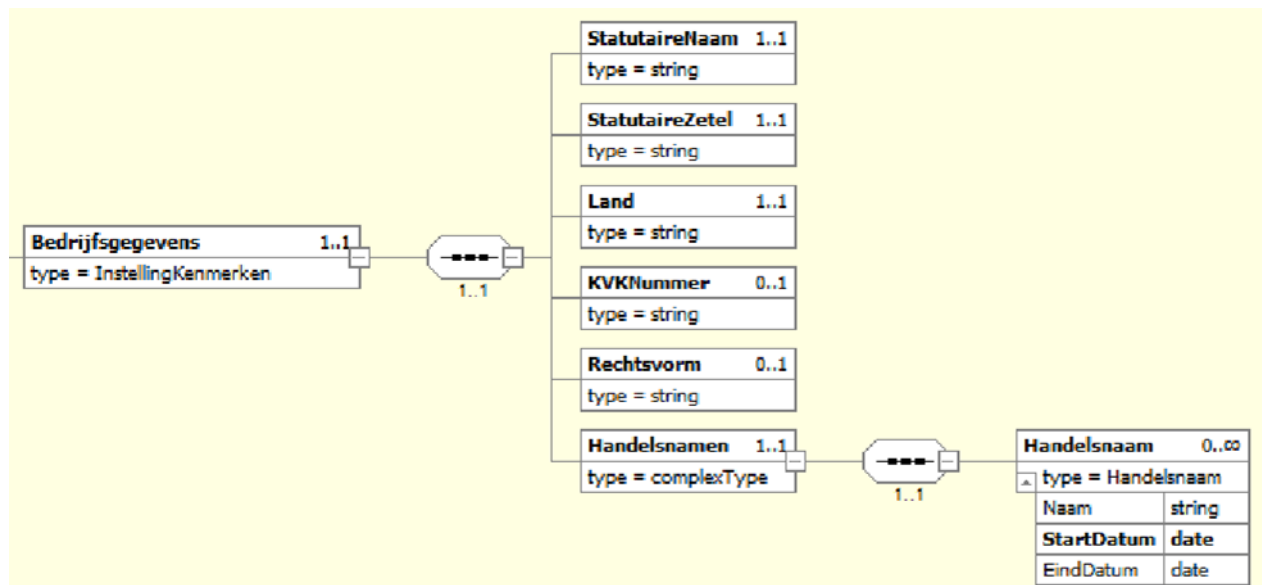 StatutaireNaam 1..1
type = string
StatutaireZetel 1..1
type = string
Land 1..1
type = string
Bedrijfsgegevens 1..1
type = InstellingKenmerken
1..1
KVKNummer 0..1
type = string
Rechtsvorm 0..1
type = string
Handelsnamen 1..1
type = complexType
1..1
Handelsnaam 0..∞
type = Handelsnaam
Naam string
StartDatum date
EindDatum date